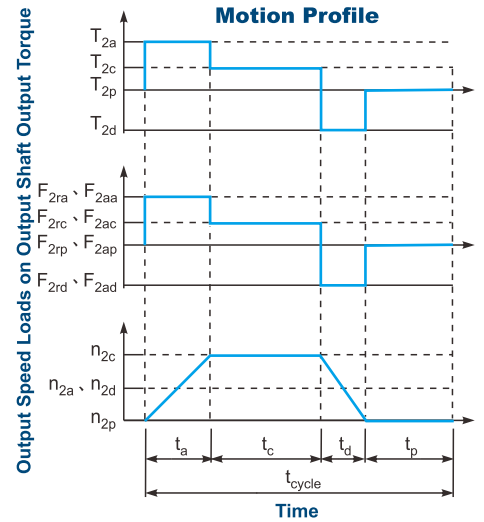 Motion Profile
Output Speed Loads on Output Shaft Output Torque
T2a
T2c
T2p
T2d
F2ra、F2aa
F2rc、F2ac
F2rp、F2ap
F2rd、F2ad
n2c
n2a、n2d
n2p
ta
tc
td
tp
tcycle
Time